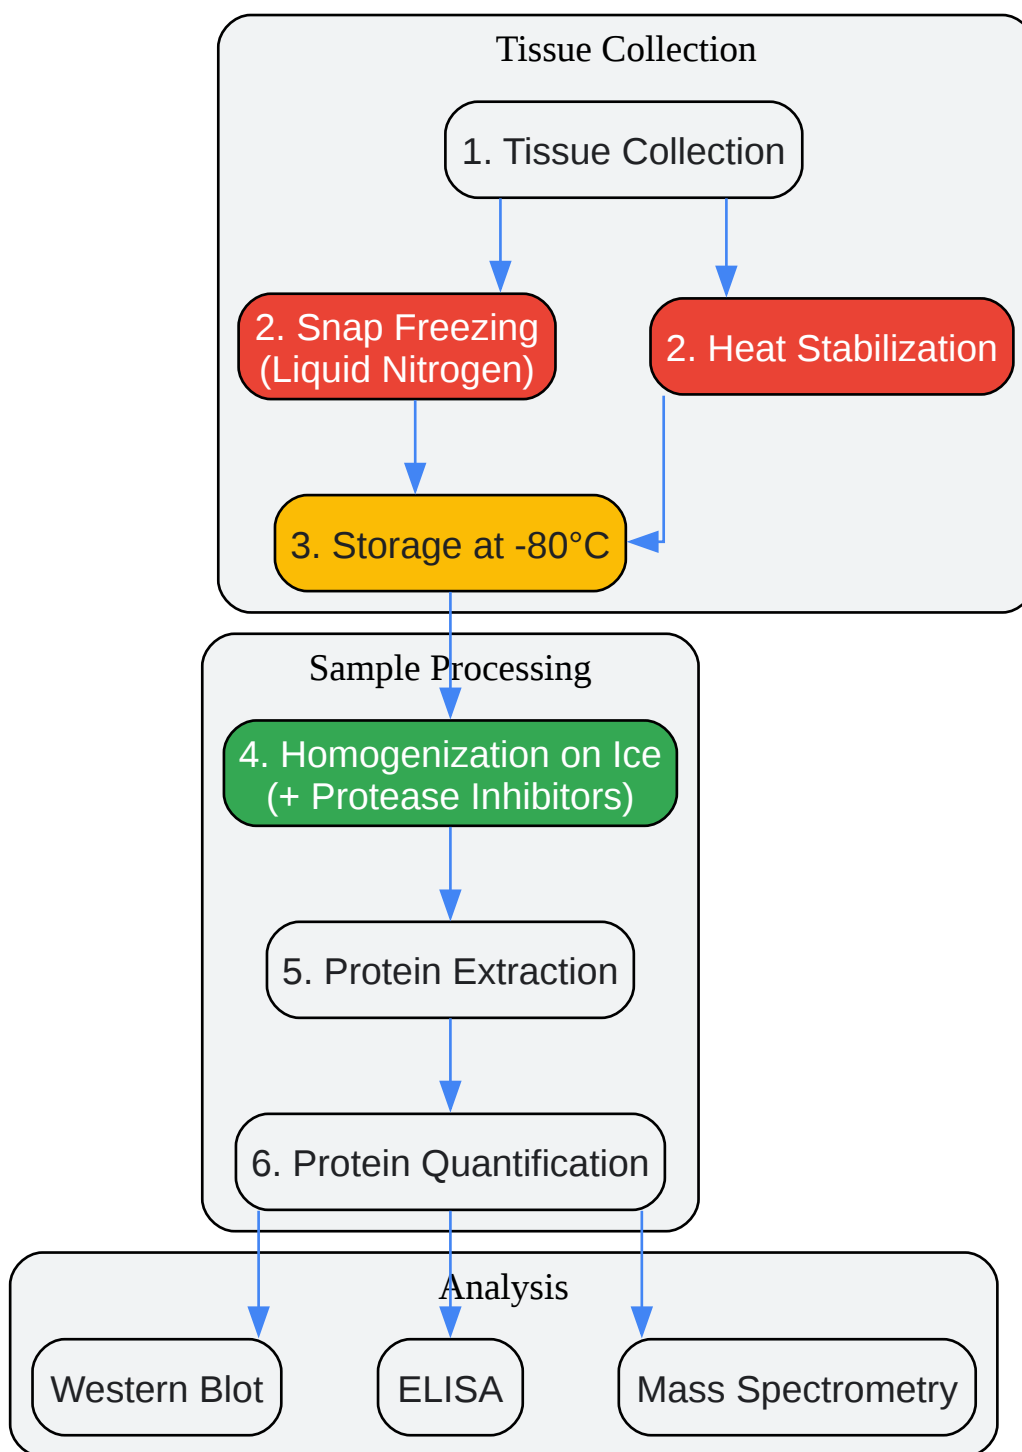 Tissue Collection
1. Tissue Collection
2. Snap Freezing
(Liquid Nitrogen)
2. Heat Stabilization
3. Storage at -80°C
Sample Processing
4. Homogenization on Ice
(+ Protease Inhibitors)
5. Protein Extraction
6. Protein Quantification
Analysis
Western Blot
ELISA
Mass Spectrometry